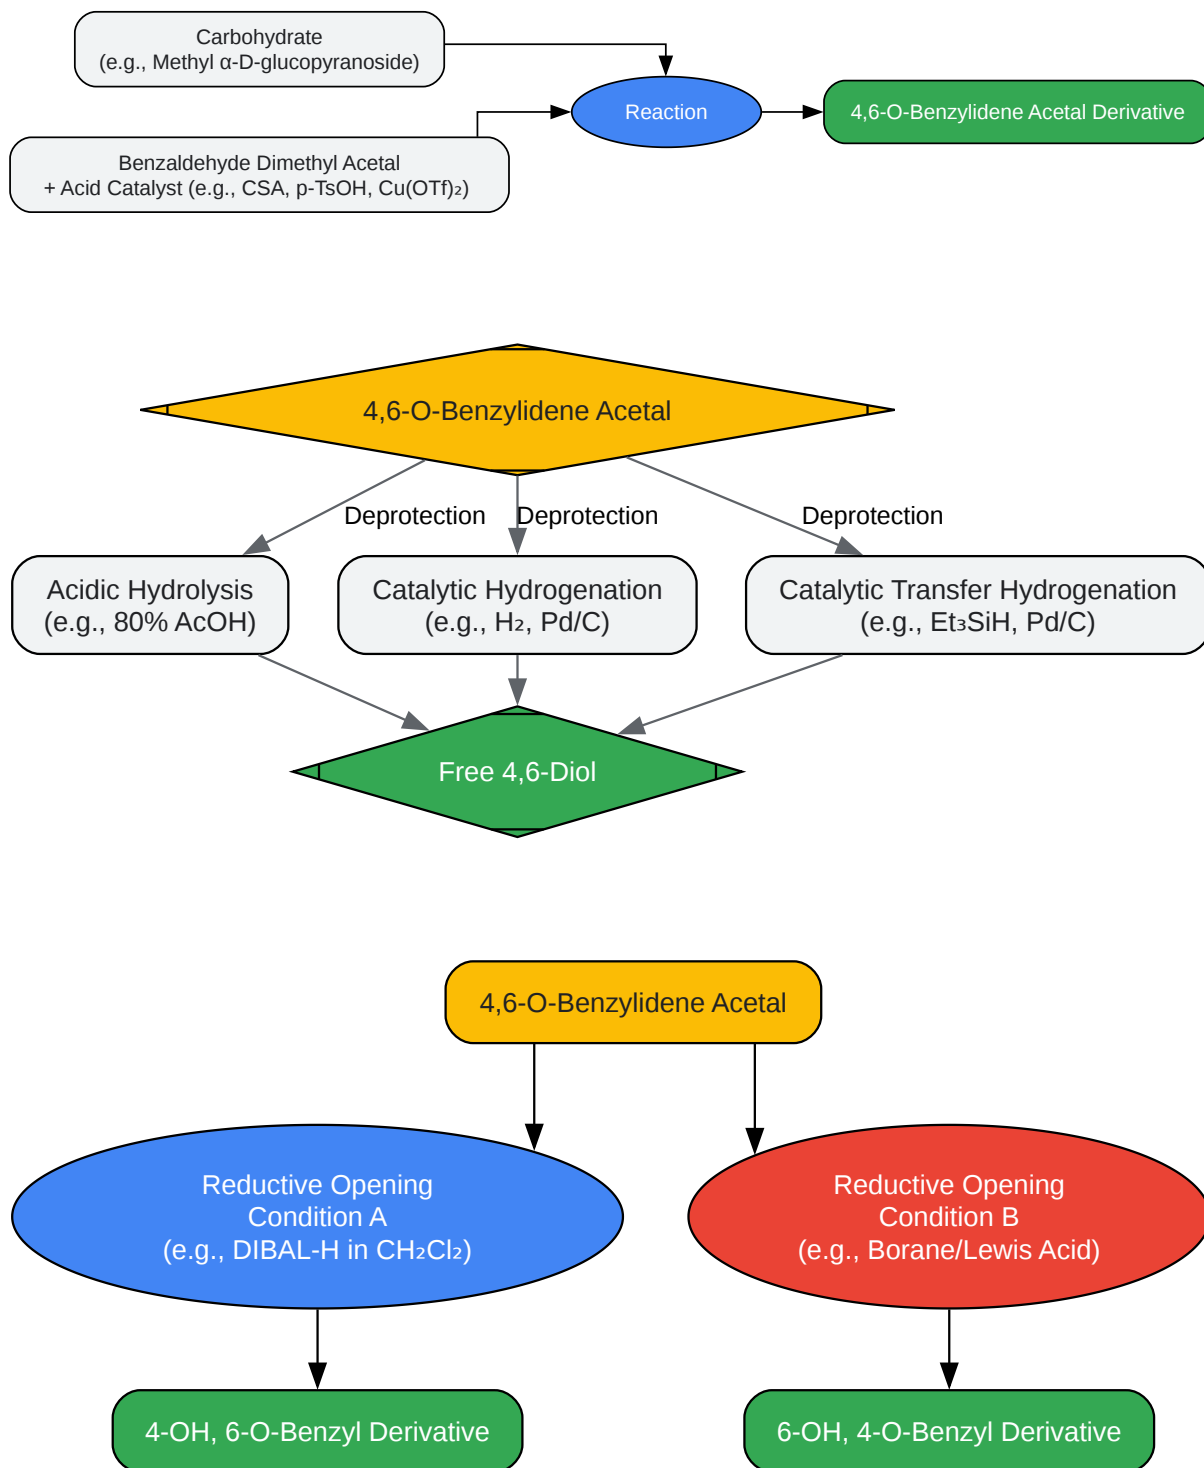 Carbohydrate
(e.g., Methyl α-D-glucopyranoside)
Reaction
4,6-O-Benzylidene Acetal Derivative
Benzaldehyde Dimethyl Acetal
+ Acid Catalyst (e.g., CSA, p-TsOH, Cu(OTf)₂)
4,6-O-Benzylidene Acetal
Deprotection
Deprotection
Deprotection
Acidic Hydrolysis
(e.g., 80% AcOH)
Catalytic Hydrogenation
(e.g., H₂, Pd/C)
Catalytic Transfer Hydrogenation
(e.g., Et₃SiH, Pd/C)
Free 4,6-Diol
4,6-O-Benzylidene Acetal
Reductive Opening
Condition A
(e.g., DIBAL-H in CH₂Cl₂)
Reductive Opening
Condition B
(e.g., Borane/Lewis Acid)
4-OH, 6-O-Benzyl Derivative
6-OH, 4-O-Benzyl Derivative